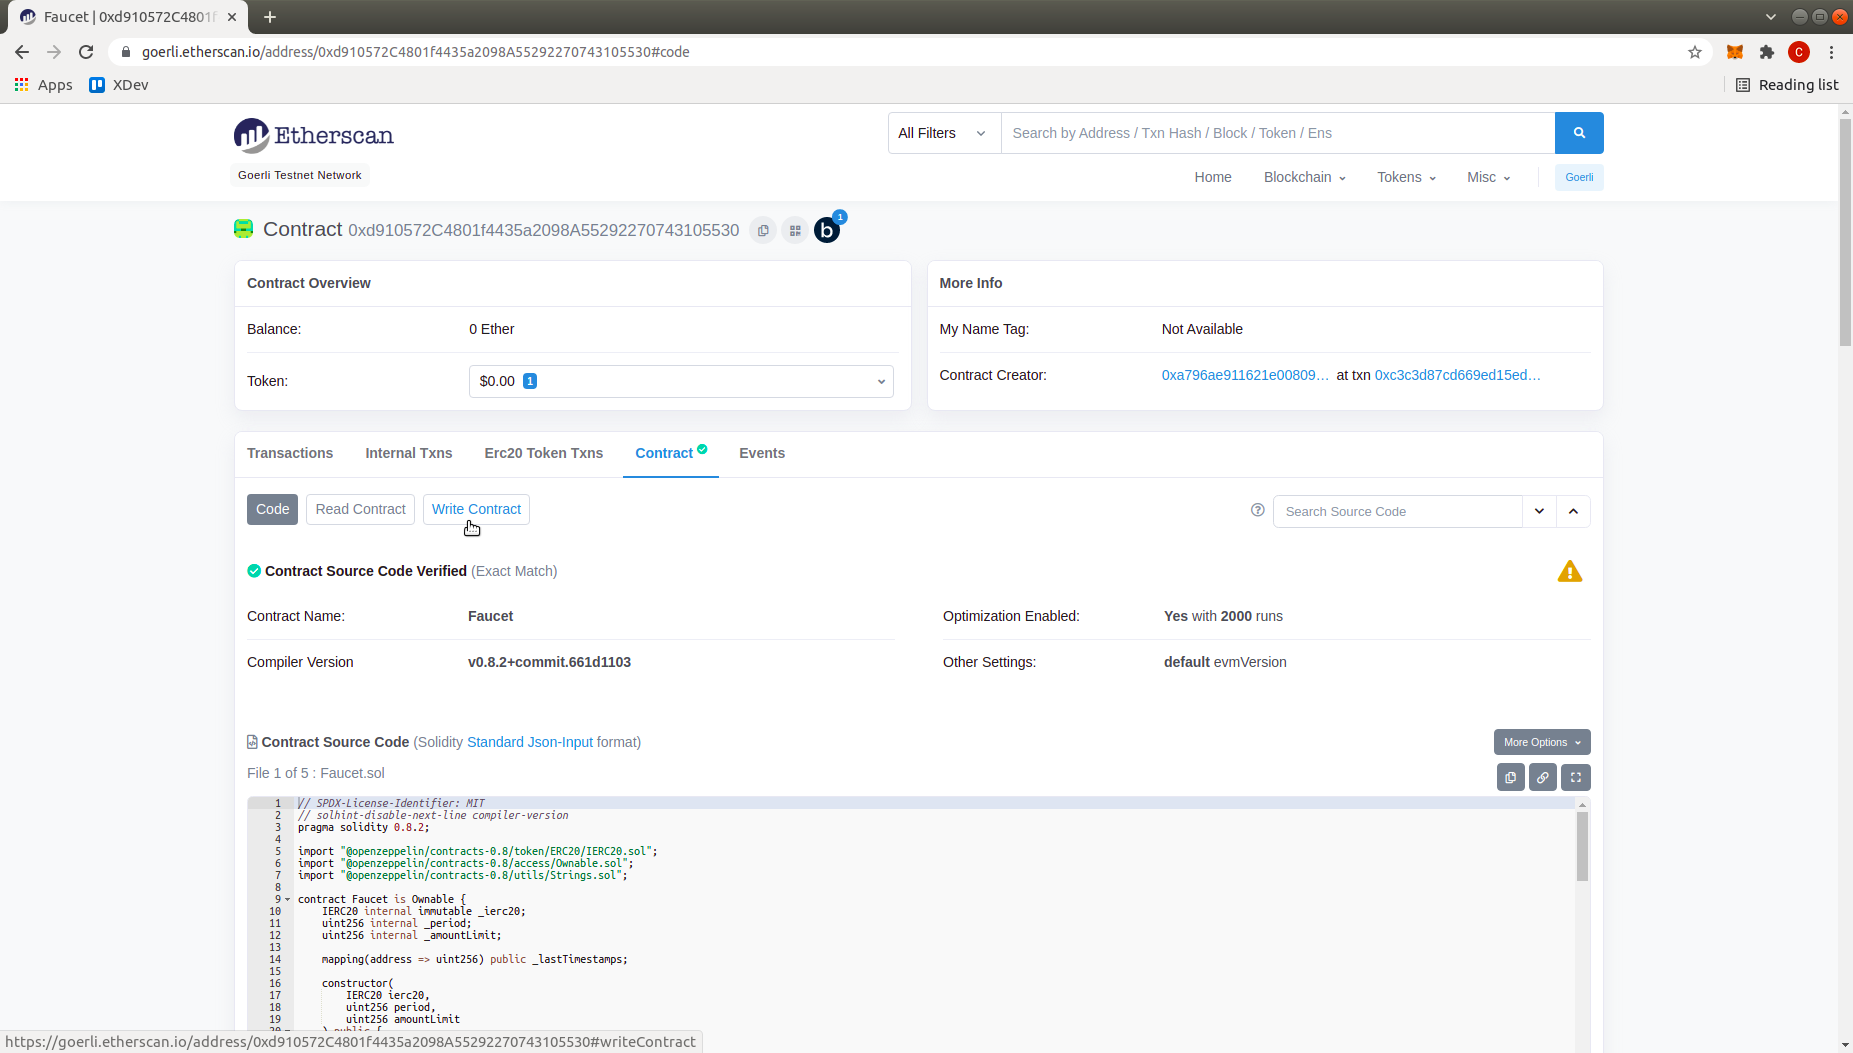 Faucet | 0xd910572C4801f
goerli.etherscan.io/address/0xd910572C4801f4435a2098A55292270743105530#code
C
Apps
XDev
Reading list
Etherscan
All Filters
Search by Address / Txn Hash / Block / Token / Ens
Goerli Testnet Network
Home
Blockchain
Tokens
Misc
Goerli
Contract 0xd910572C4801f4435a2098A55292270743105530
b
1
Contract Overview
Balance:
0 Ether
Token:
$0.00 1
More Info
My Name Tag:
Not Available
Contract Creator:
0xa796ae911621e00809... at txn 0xc3c3d87cd669ed15ed...
Transactions
Internal Txns
Erc20 Token Txns
Contract
Events
Code
Read Contract
Write Contract
Search Source Code
Contract Source Code Verified (Exact Match)
Contract Name:
Faucet
Optimization Enabled:
Yes with 2000 runs
Compiler Version
v0.8.2+commit.661d1103
Other Settings:
default evmVersion
Contract Source Code (Solidity Standard Json-Input format)
More Options
File 1 of 5 : Faucet.sol
1 // SPDX-License-Identifier: MIT
2 // solhint-disable-next-line compiler-version
3 pragma solidity 0.8.2;
4
5 import "@openzeppelin/contracts-0.8/token/ERC20/IERC20.sol";
6 import "@openzeppelin/contracts-0.8/access/Ownable.sol";
7 import "@openzeppelin/contracts-0.8/utils/Strings.sol";
8
9 contract Faucet is Ownable {
10 IERC20 internal immutable _ierc20;
11 uint256 internal _period;
12 uint256 internal _amountLimit;
13
14 mapping(address => uint256) public _lastTimestamps;
15
16 constructor(
17 IERC20 ierc20,
18 uint256 period,
19 uint256 amountLimit
20 ) public {
https://goerli.etherscan.io/address/0xd910572C4801f4435a2098A55292270743105530#writeContract